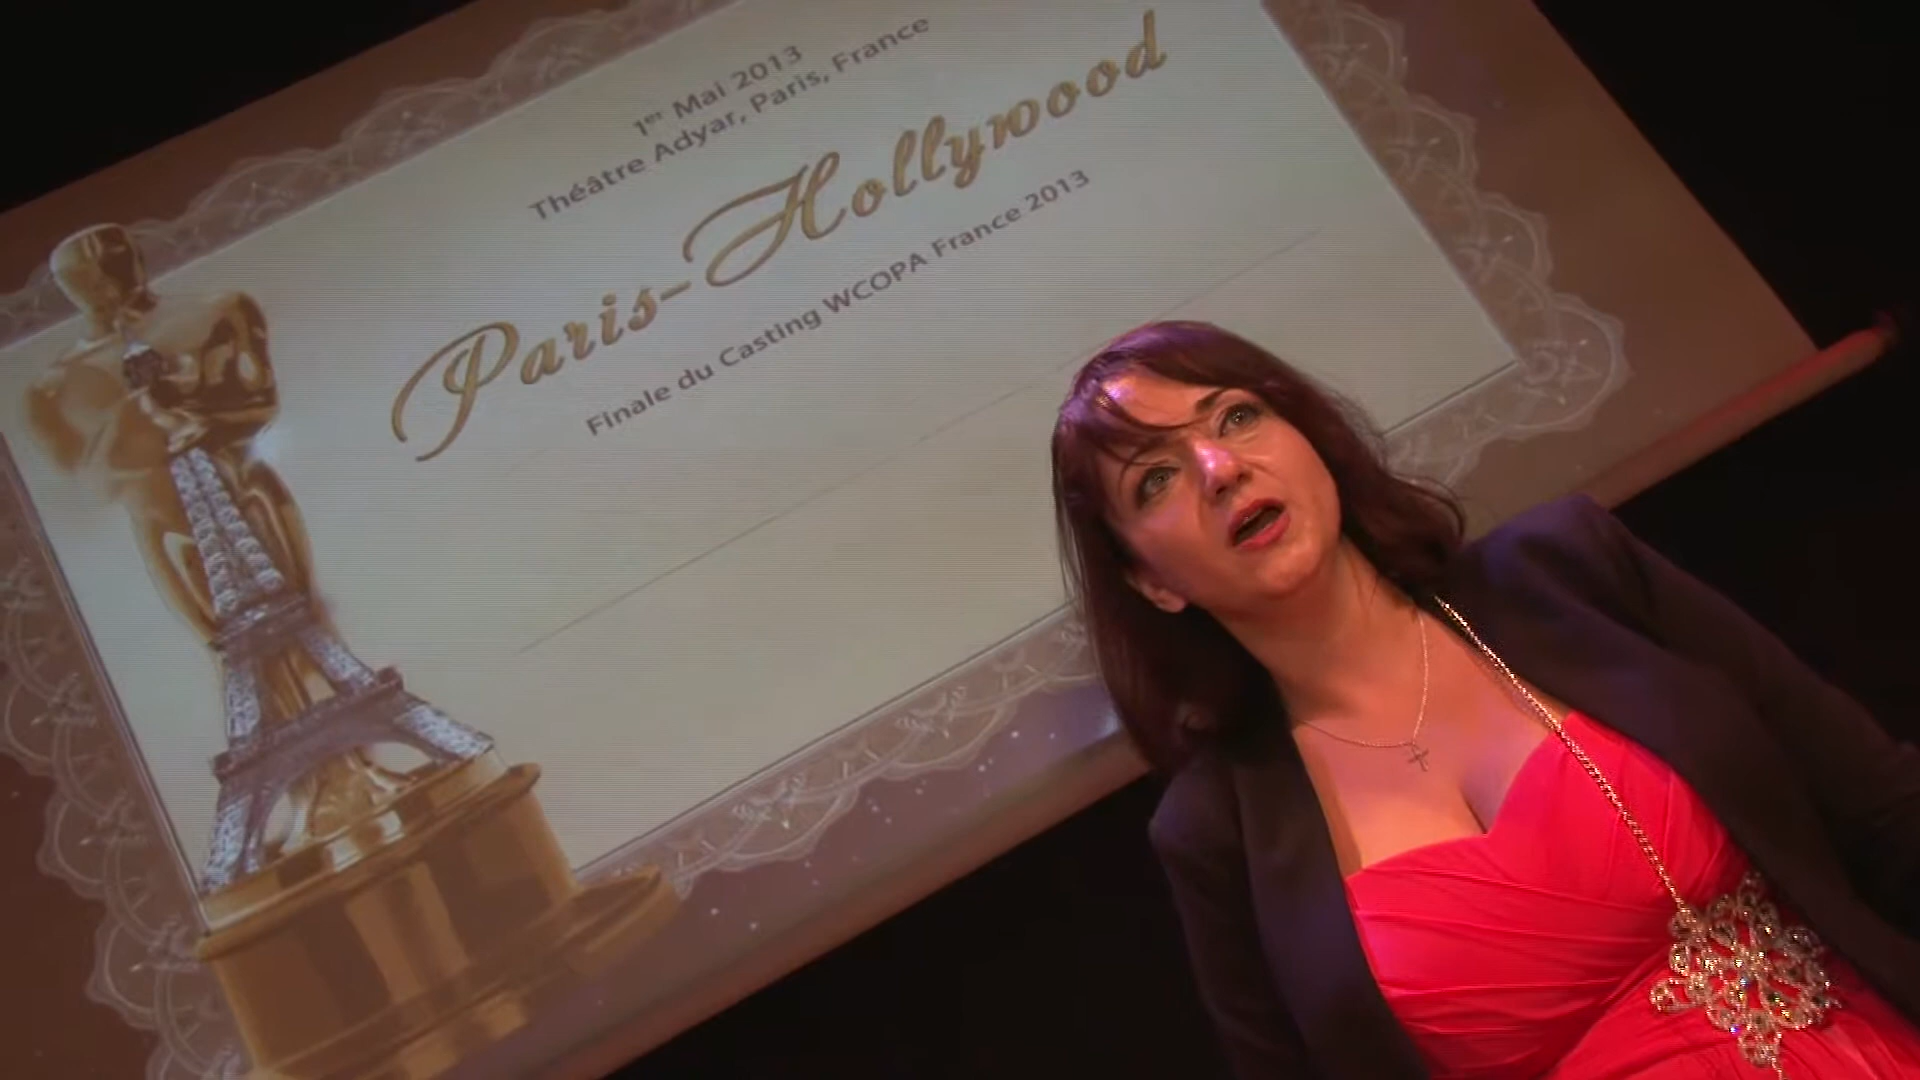 1er Mai 2013
Théâtre Adyar, Paris, France
Paris-Hollywood
Finale du Casting WCOPA France 2013